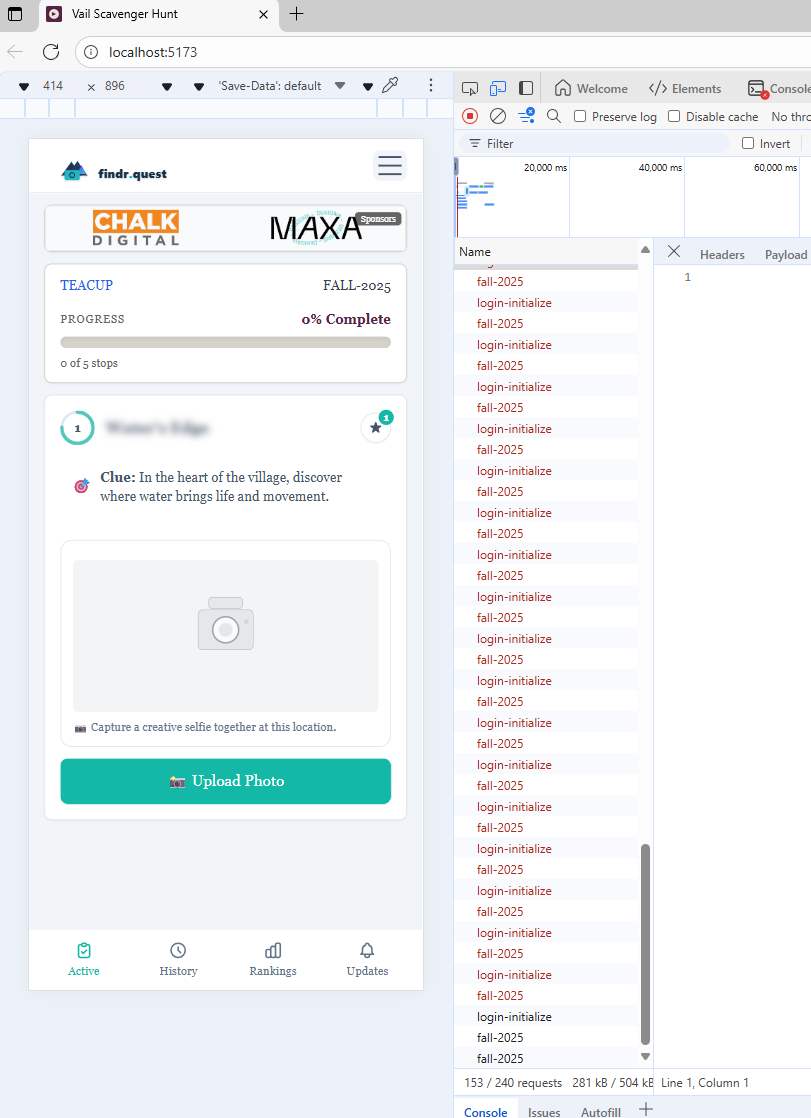 Vail Scavenger Hunt
localhost:5173
414 × 896 'Save-Data': default
Welcome Elements Console
Preserve log Disable cache No thro
Filter Invert
20,000 ms 40,000 ms 60,000 ms
findr.quest
CHALK
DIGITAL
MAXA
Sponsors
TEACUP FALL-2025
PROGRESS 0% Complete
0 of 5 stops
1 Water's Edge 1
Clue: In the heart of the village, discover
where water brings life and movement.
Capture a creative selfie together at this location.
Upload Photo
Active History Rankings Updates
Name
fall-2025
login-initialize
fall-2025
login-initialize
fall-2025
login-initialize
fall-2025
login-initialize
fall-2025
login-initialize
fall-2025
login-initialize
fall-2025
login-initialize
fall-2025
login-initialize
fall-2025
login-initialize
fall-2025
login-initialize
fall-2025
login-initialize
fall-2025
login-initialize
fall-2025
login-initialize
fall-2025
login-initialize
fall-2025
login-initialize
fall-2025
login-initialize
fall-2025
login-initialize
fall-2025
login-initialize
fall-2025
fall-2025
Headers Payload
1
153 / 240 requests 281 kB / 504 kB Line 1, Column 1
Console Issues Autofill